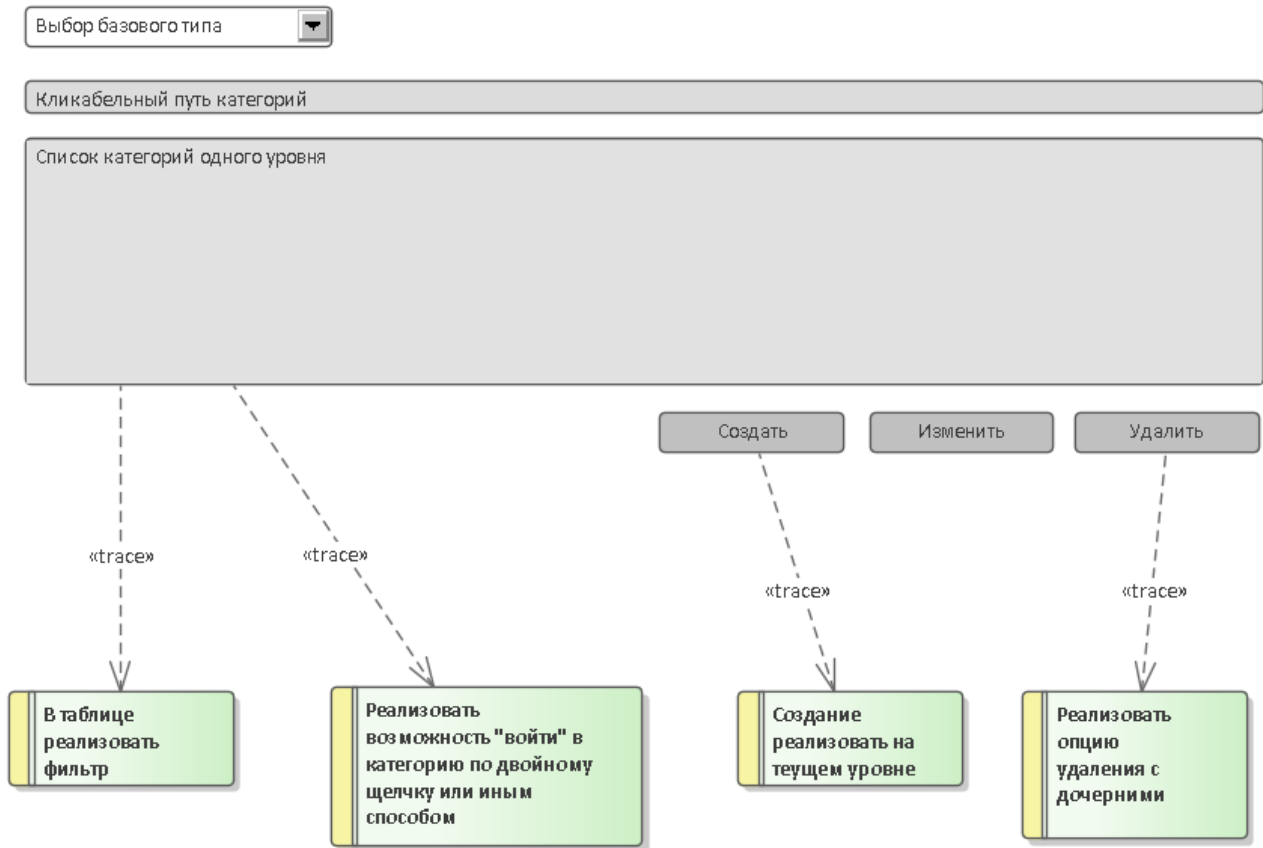 Выбор базового типа
Кликабельный путь категорий
Список категорий одного уровня
Создать
Изменить
Удалить
«trace»
«trace»
«trace»
«trace»
В таблице
реализовать
фильтр
Реализовать
возможность "войти" в
категорию по двойному
щелчку или иным
способом
Создание
реализовать на
теущем уровне
Реализовать
опцию
удаления с
дочерними